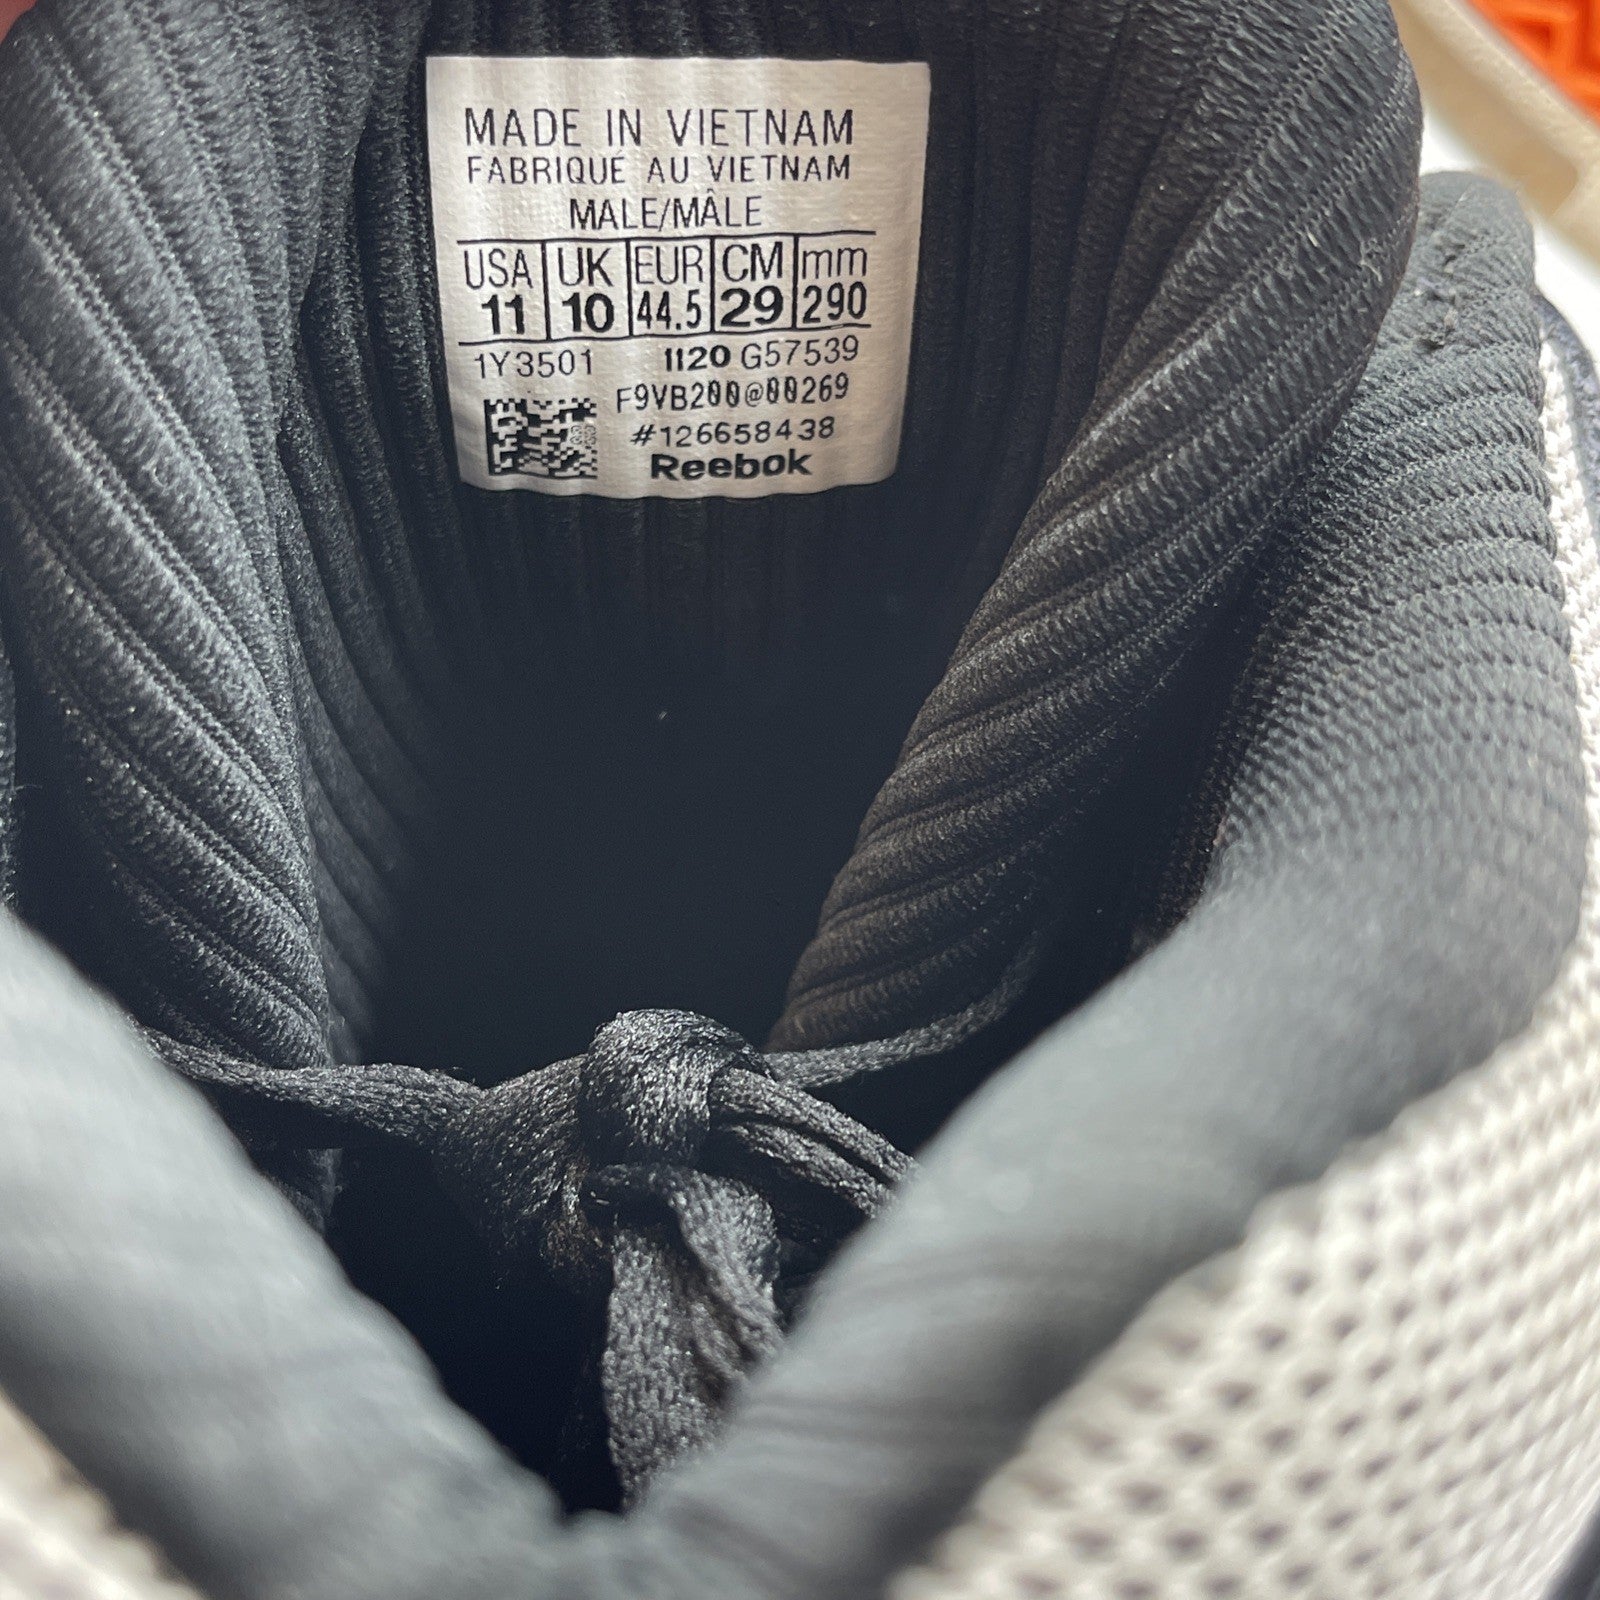 MADE IN VIETNAM
FABRIQUÉ AU VIETNAM
MALE/MÂLE
USA UK EUR CM mm
11 10 44.5 29 290
1Y3501 1120 G57539
F9VB200@00269
#126658438
Reebok